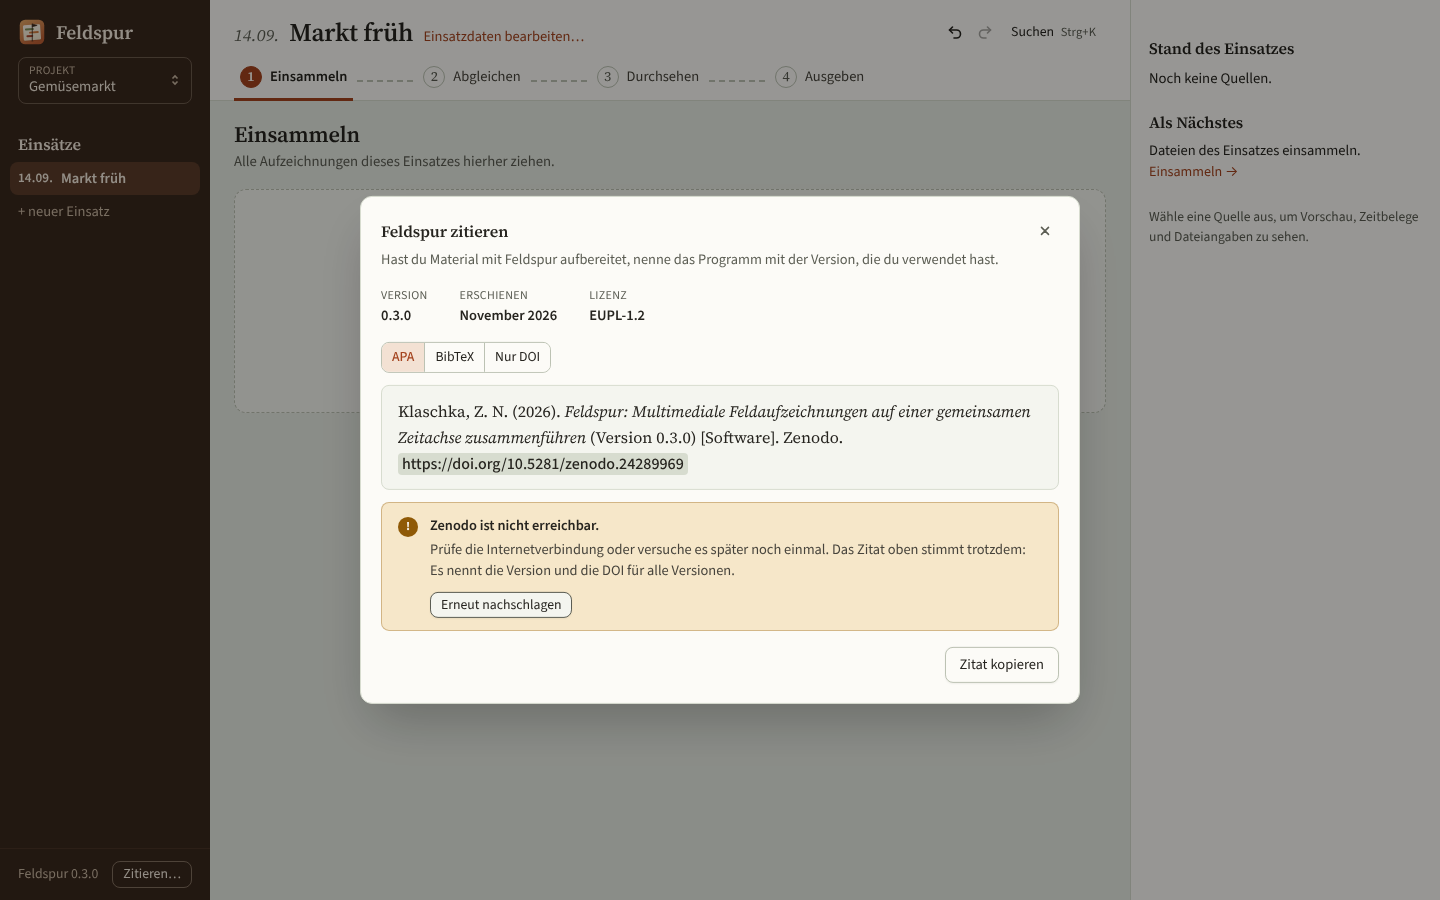 Feldspur
PROJEKT
Gemüsemarkt
Einsätze
14.09. Markt früh
+ neuer Einsatz
Feldspur 0.3.0
Zitieren…
14.09. Markt früh Einsatzdaten bearbeiten…
Suchen Strg+K
1 Einsammeln
2 Abgleichen
3 Durchsehen
4 Ausgeben
Einsammeln
Alle Aufzeichnungen dieses Einsatzes hierher ziehen.
Feldspur zitieren
×
Hast du Material mit Feldspur aufbereitet, nenne das Programm mit der Version, die du verwendet hast.
VERSION
0.3.0
ERSCHIENEN
November 2026
LIZENZ
EUPL-1.2
APA
BibTeX
Nur DOI
Klaschka, Z. N. (2026). Feldspur: Multimediale Feldaufzeichnungen auf einer gemeinsamen
Zeitachse zusammenführen (Version 0.3.0) [Software]. Zenodo.
https://doi.org/10.5281/zenodo.24289969
!
Zenodo ist nicht erreichbar.
Prüfe die Internetverbindung oder versuche es später noch einmal. Das Zitat oben stimmt trotzdem:
Es nennt die Version und die DOI für alle Versionen.
Erneut nachschlagen
Zitat kopieren
Stand des Einsatzes
Noch keine Quellen.
Als Nächstes
Dateien des Einsatzes einsammeln.
Einsammeln →
Wähle eine Quelle aus, um Vorschau, Zeitbelege
und Dateiangaben zu sehen.